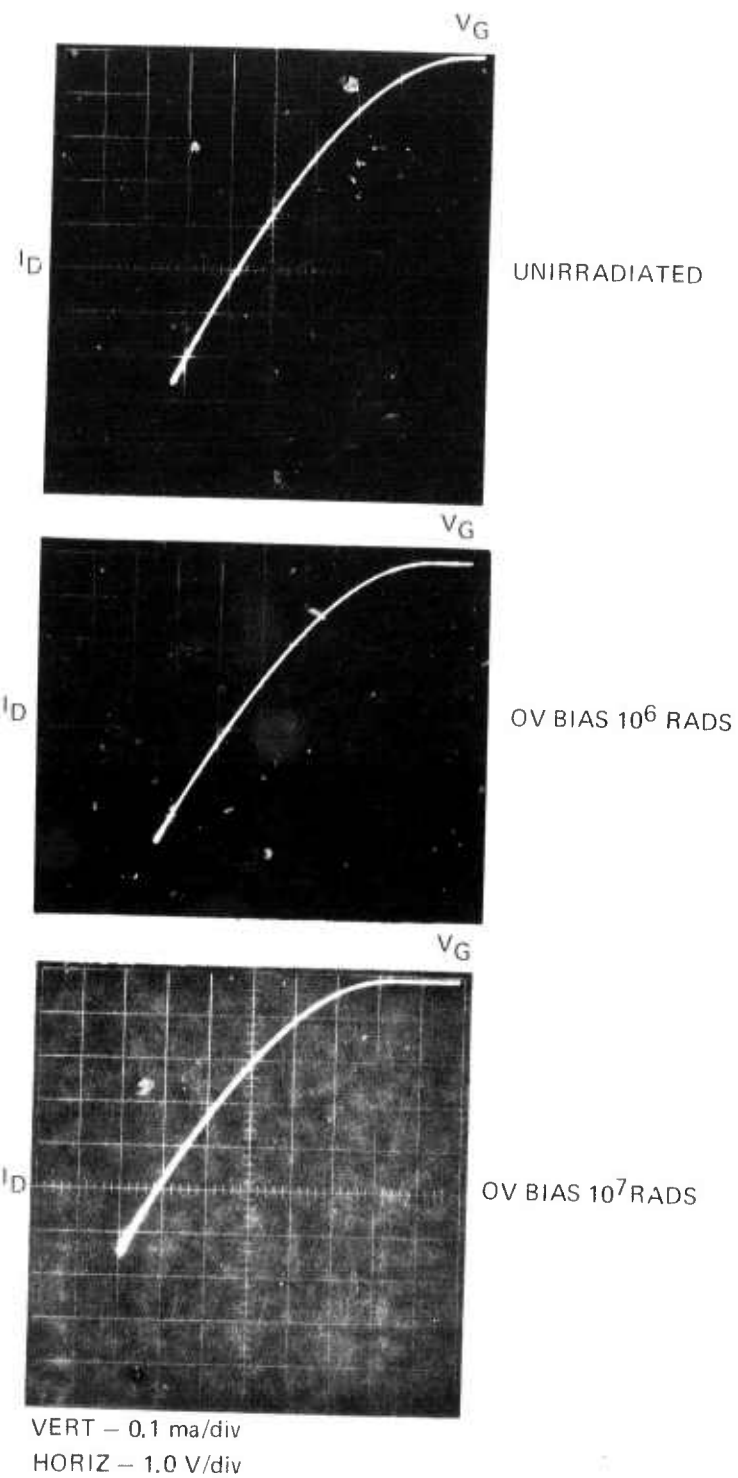 VG
ID
UNIRRADIATED
VG
ID
OV BIAS 10⁶ RADS
VG
ID
OV BIAS 10⁷ RADS
VERT – 0.1 ma/div
HORIZ – 1.0 V/div